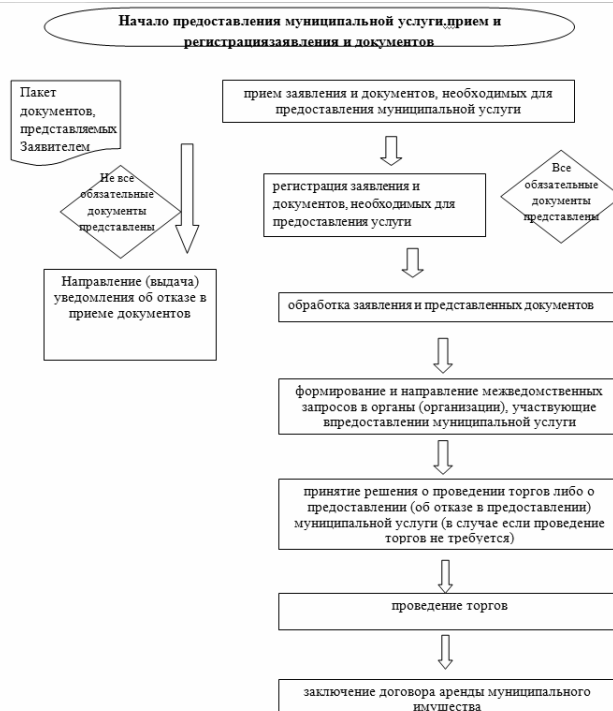 Начало предоставления муниципальной услуги,прием и
регистрациязаявления и документов
Пакет
документов,
представляемых
Заявителем
прием заявления и документов, необходимых для
предоставления муниципальной услуги
Не все
обязательные
документы
представлены
регистрация заявления и
документов, необходимых для
предоставления услуги
Все
обязательные
документы
представлены
Направление (выдача)
уведомления об отказе в
приеме документов
обработка заявления и представленных документов
формирование и направление межведомственных
запросов в органы (организации), участвующие
впредоставлении муниципальной услуги
принятие решения о проведении торгов либо о
предоставлении (об отказе в предоставлении)
муниципальной услуги (в случае если проведение
торгов не требуется)
проведение торгов
заключение договора аренды муниципального
имущества